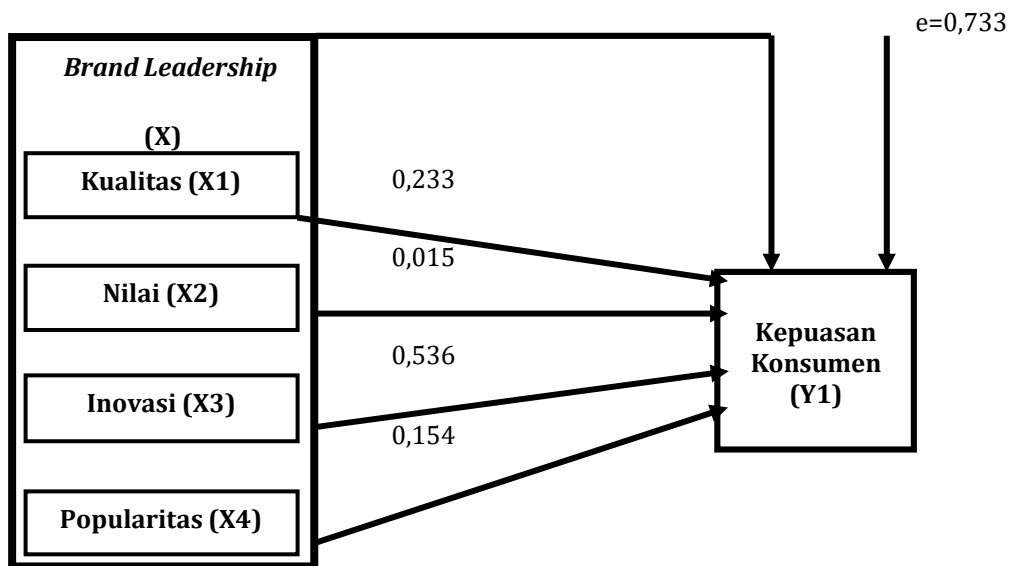 e=0,733
Brand Leadership
(X)
Kualitas (X1)
0,233
0,015
Nilai (X2)
Kepuasan
Konsumen
(Y1)
0,536
Inovasi (X3)
0,154
Popularitas (X4)